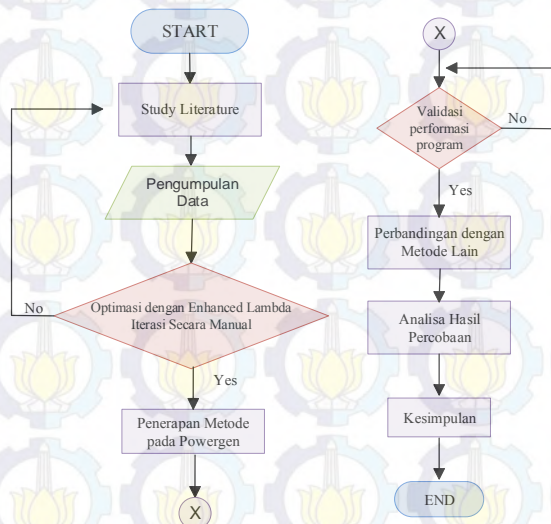 START
Study Literature
Pengumpulan
Data
No
Optimasi dengan Enhanced Lambda
Iterasi Secara Manual
Yes
Penerapan Metode
pada Powergen
X
X
Validasi
performasi
program
No
Yes
Perbandingan dengan
Metode Lain
Analisa Hasil
Percobaan
Kesimpulan
END